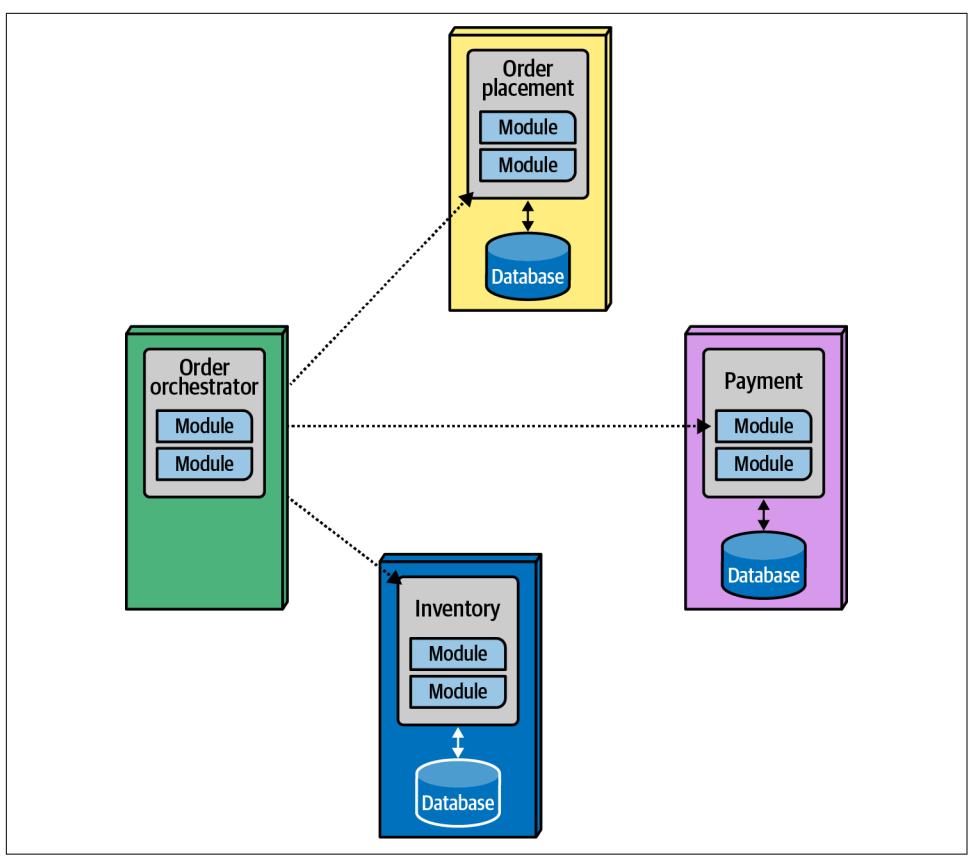 Order
placement
Module
Module
Database
Order
orchestrator
Module
Module
Payment
Module
Module
Database
Inventory
Module
Module
Database